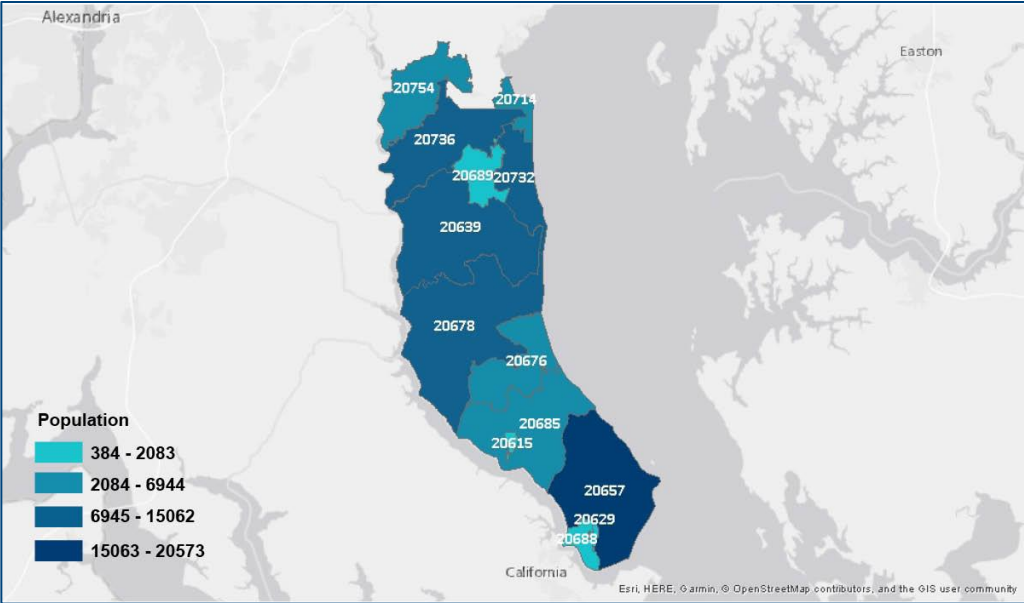 Alexandria
Easton
20754
20714
20736
20689
20732
20639
20678
20676
20685
20615
20657
20629
20688
California
Population
384 - 2083
2084 - 6944
6945 - 15062
15063 - 20573
Esri, HERE, Garmin, © OpenStreetMap contributors, and the GIS user community